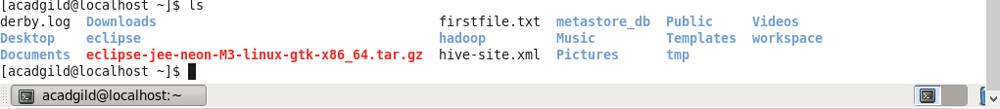 [acadgild@localhost ~]$ ls
derby.log  Downloads                                    firstfile.txt  metastore_db  Public     Videos
Desktop    eclipse                                      hadoop         Music         Templates  workspace
Documents  eclipse-jee-neon-M3-linux-gtk-x86_64.tar.gz  hive-site.xml  Pictures      tmp
[acadgild@localhost ~]$
acadgild@localhost:~